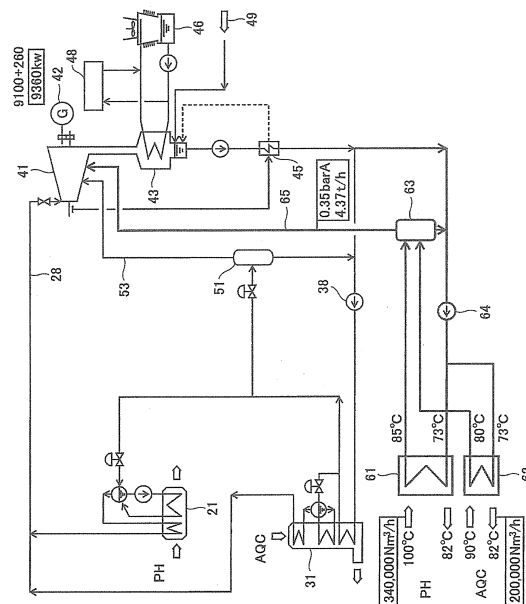 9100+260
9360kw
42
G
48
46
49
41
43
45
65
0.35barA
4.37t/h
63
28
53
51
38
64
21
PH
AQC
31
61
85℃
73℃
80℃
73℃
340,000Nm³/h
100℃
82℃
PH
90℃
82℃
AQC
200,000Nm³/h